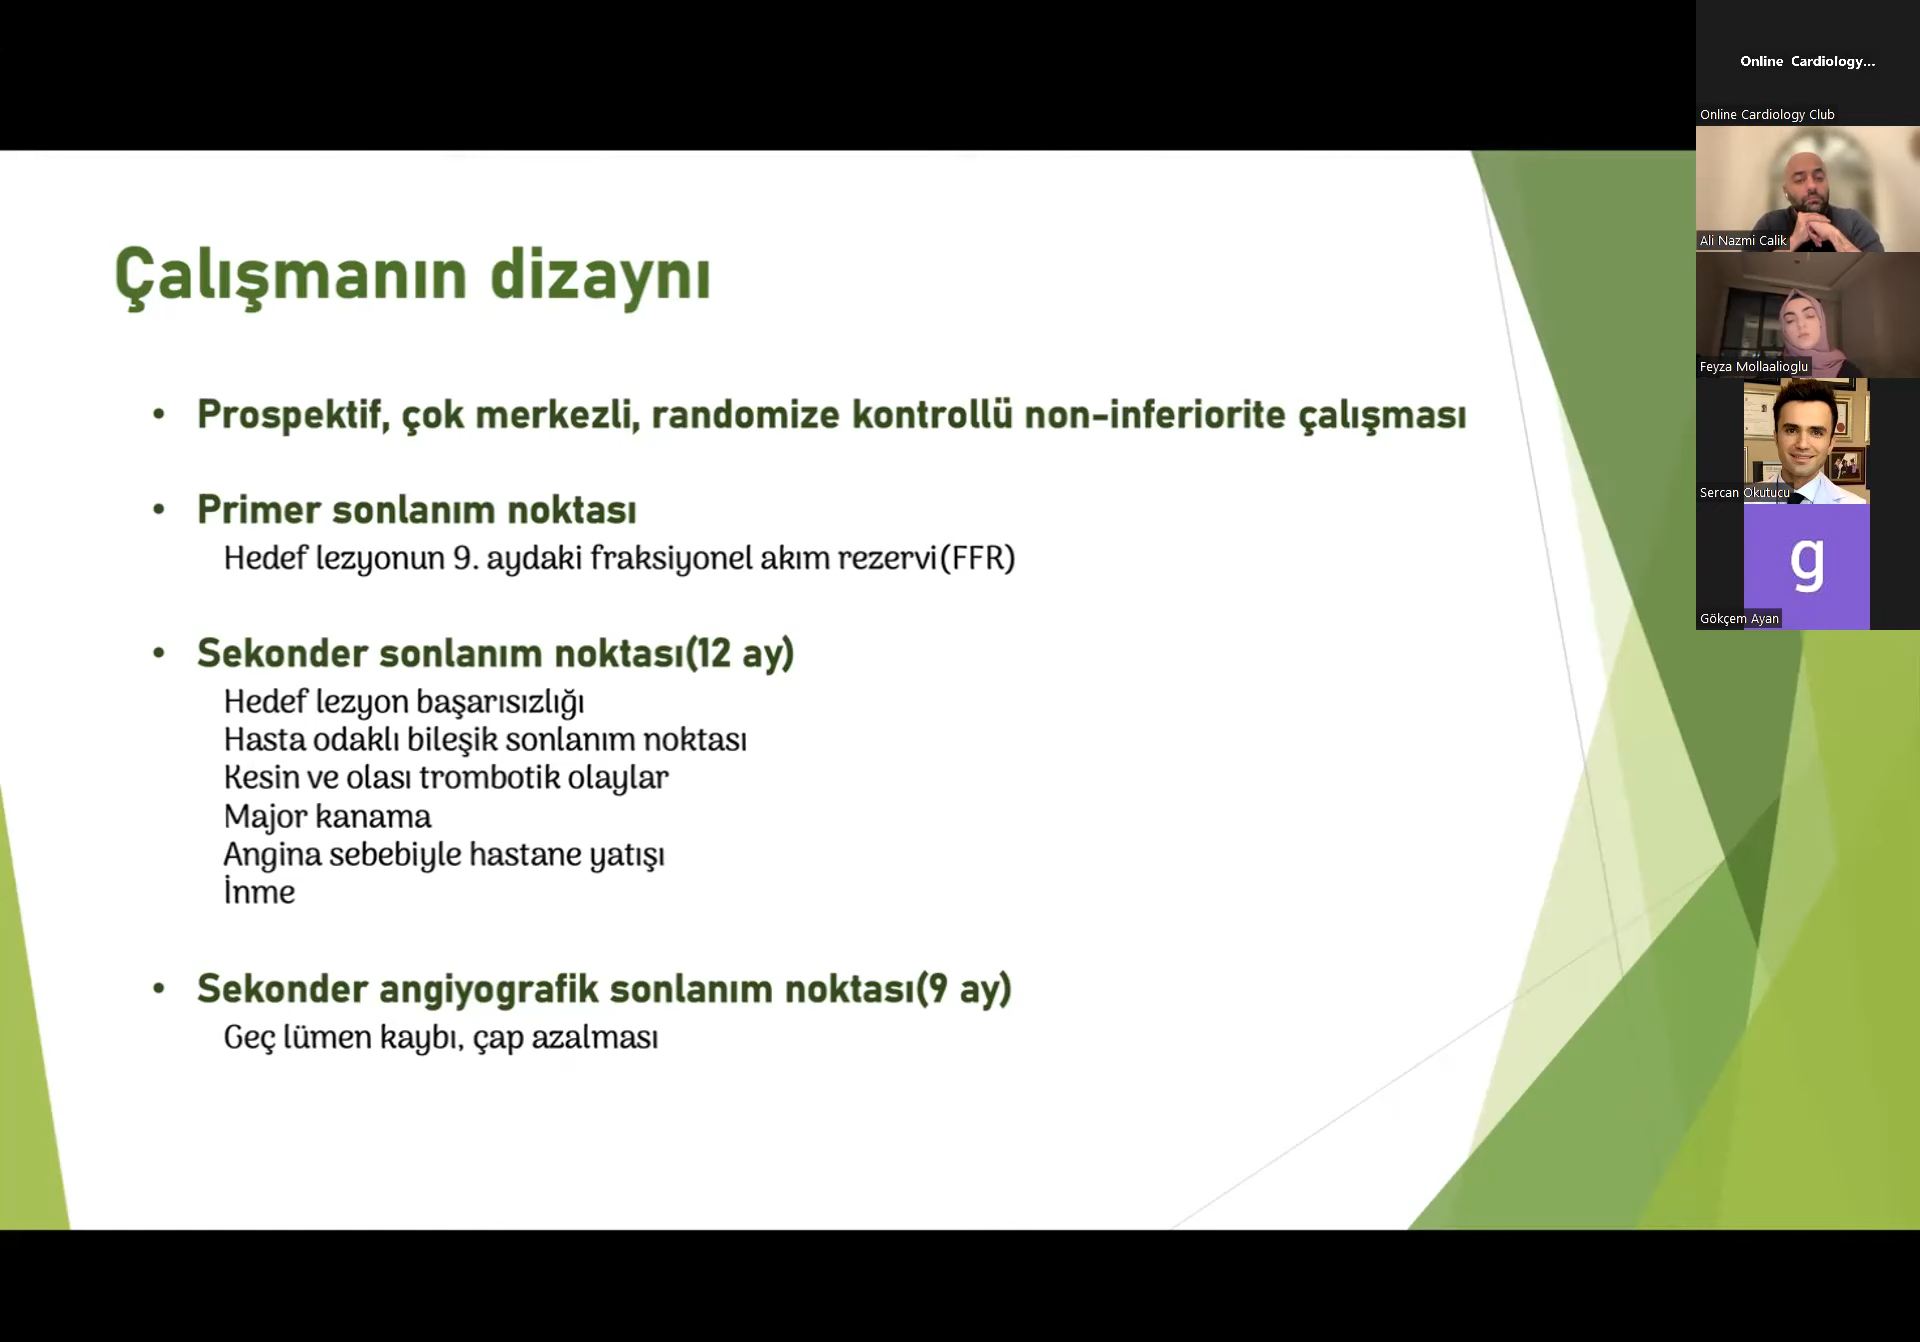 Çalışmanın dizaynı
• Prospektif, çok merkezli, randomize kontrollü non-inferiorite çalışması
• Primer sonlanım noktası
Hedef lezyonun 9. aydaki fraksiyonel akım rezervi(FFR)
• Sekonder sonlanım noktası(12 ay)
Hedef lezyon başarısızlığı
Hasta odaklı bileşik sonlanım noktası
Kesin ve olası trombotik olaylar
Major kanama
Angina sebebiyle hastane yatışı
İnme
• Sekonder angiyografik sonlanım noktası(9 ay)
Geç lümen kaybı, çap azalması
Online Cardiology...
Online Cardiology Club
Ali Nazmi Calik
Feyza Mollaalioglu
Sercan Okutucu
g
Gökçem Ayan